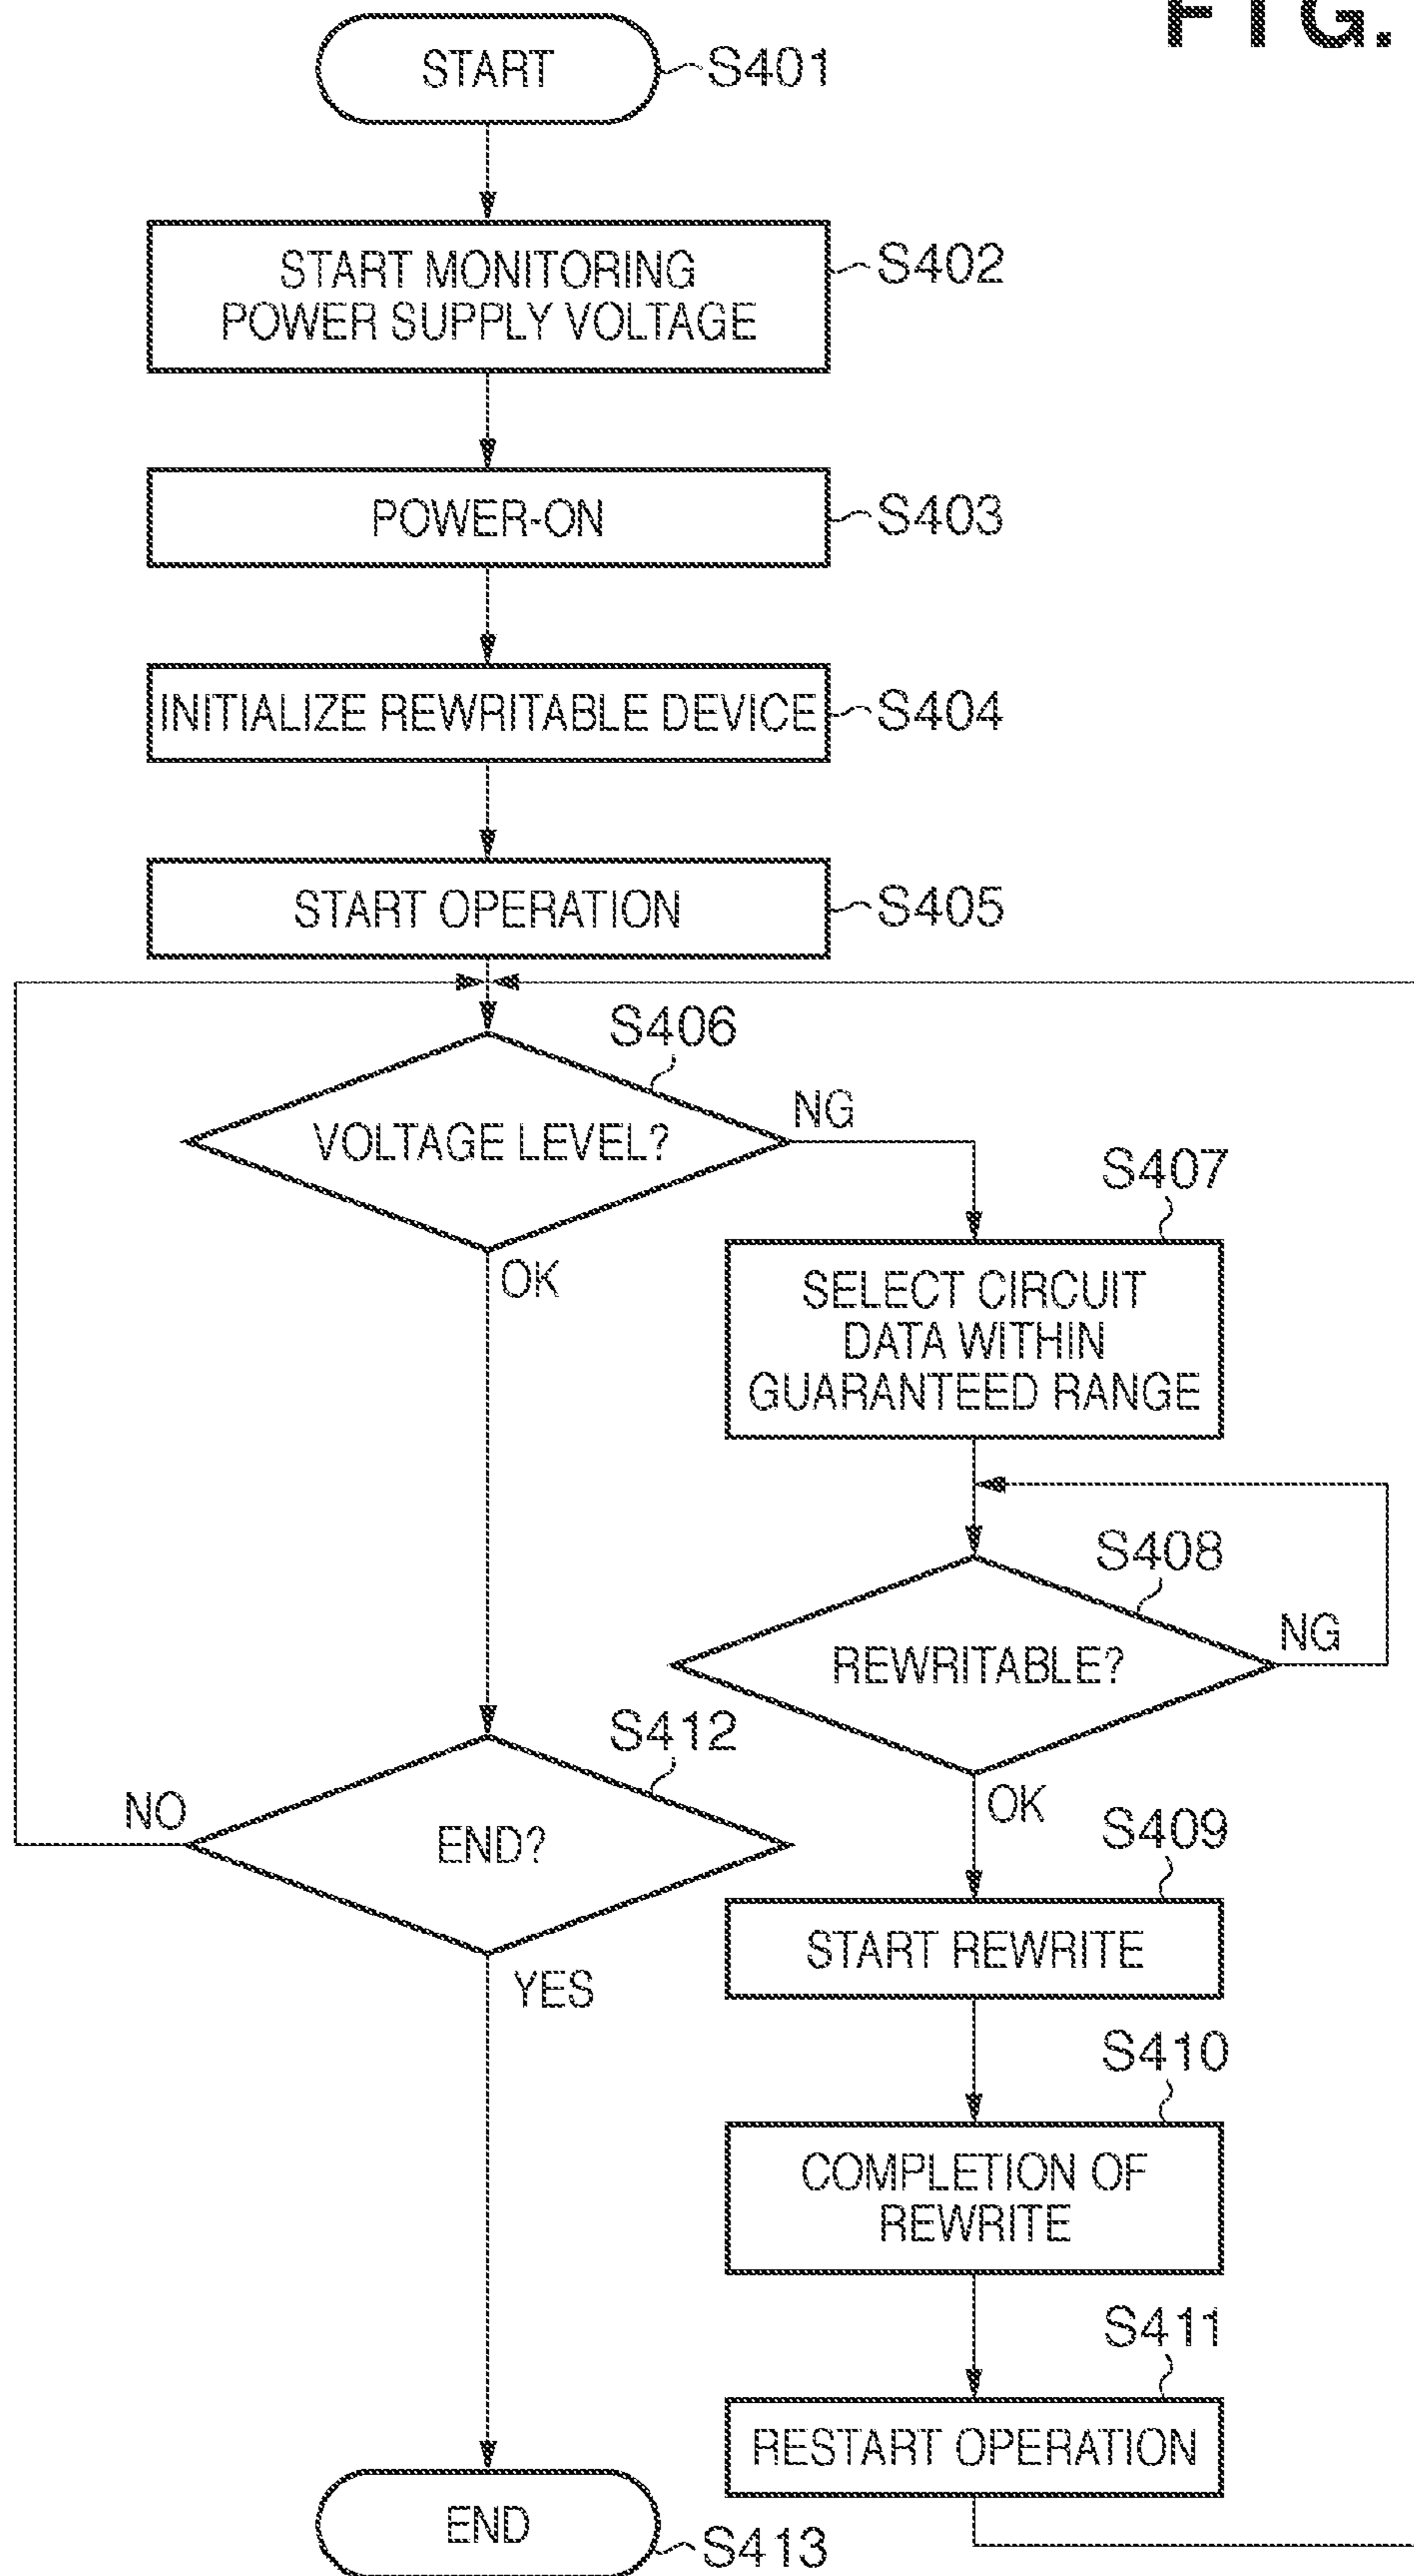 FIG.
START
S401
START MONITORING
POWER SUPPLY VOLTAGE
S402
POWER-ON
S403
INITIALIZE REWRITABLE DEVICE
S404
START OPERATION
S405
S406
VOLTAGE LEVEL?
NG
OK
S407
SELECT CIRCUIT
DATA WITHIN
GUARANTEED RANGE
S408
REWRITABLE?
NG
OK
S412
END?
NO
YES
S409
START REWRITE
S410
COMPLETION OF
REWRITE
S411
RESTART OPERATION
END
S413